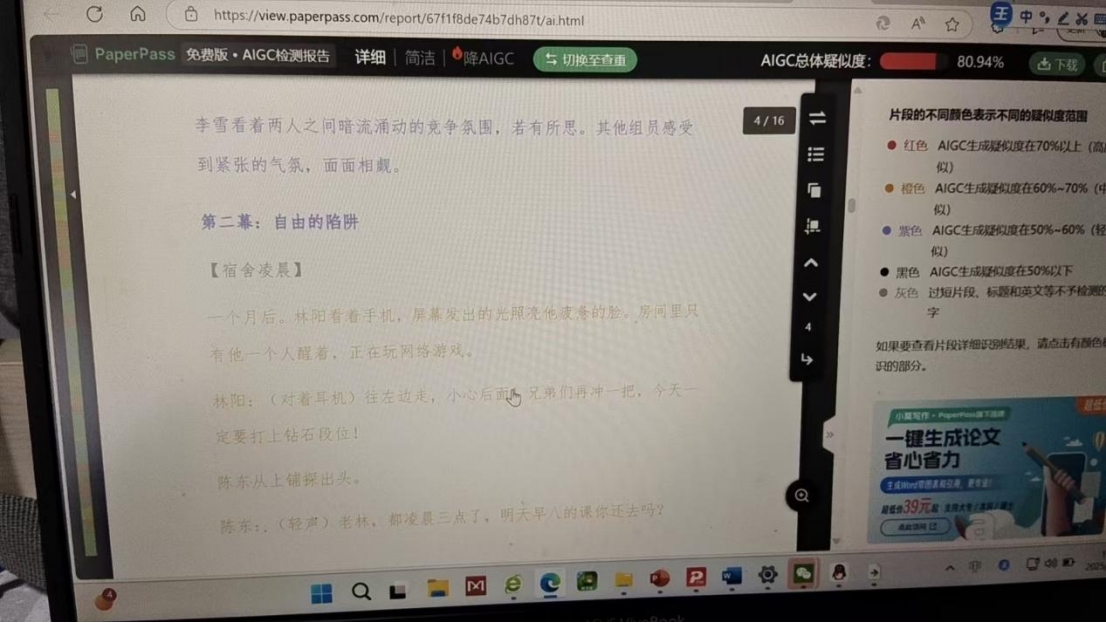 https://view.paperpass.com/report/67f1f8de74b7dh87t/ai.html
王 中
PaperPass 免费版 • AIGC检测报告 详细 | 简洁 | 降AIGC 切换至查重 AIGC总体疑似度： 80.94% 下载
4 / 16
李雪看着两人之间暗流涌动的竞争氛围，若有所思。其他组员感受
到紧张的气氛，面面相觑。
第二幕：自由的陷阱
【宿舍凌晨】
一个月后。林阳看着手机，屏幕发出的光照亮他疲惫的脸。房间里只
有他一个人醒着，正在玩网络游戏。
林阳：（对着耳机）往左边走，小心后面 兄弟们再冲一把，今天一
定要打上钻石段位！
陈东从上铺探出头。
陈东：（轻声）老林，都凌晨三点了，明天早八的课你还去吗？
4
片段的不同颜色表示不同的疑似度范围
红色 AIGC生成疑似度在70%以上（高
似）
橙色 AIGC生成疑似度在60%~70%（中
似）
紫色 AIGC生成疑似度在50%~60%（轻
似）
黑色 AIGC生成疑似度在50%以下
灰色 过短片段、标题和英文等不予检测的
字
如果要查看片段详细识别结果，请点击有颜色标
识的部分。
小量写作 • PaperPass旗下品牌
超低价
一键生成论文
省心省力
超低价39元起
4